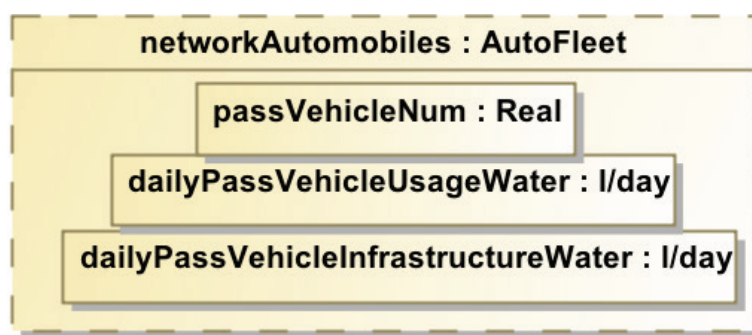 networkAutomobiles : AutoFleet
passVehicleNum : Real
dailyPassVehicleUsageWater : l/day
dailyPassVehicleInfrastructureWater : l/day